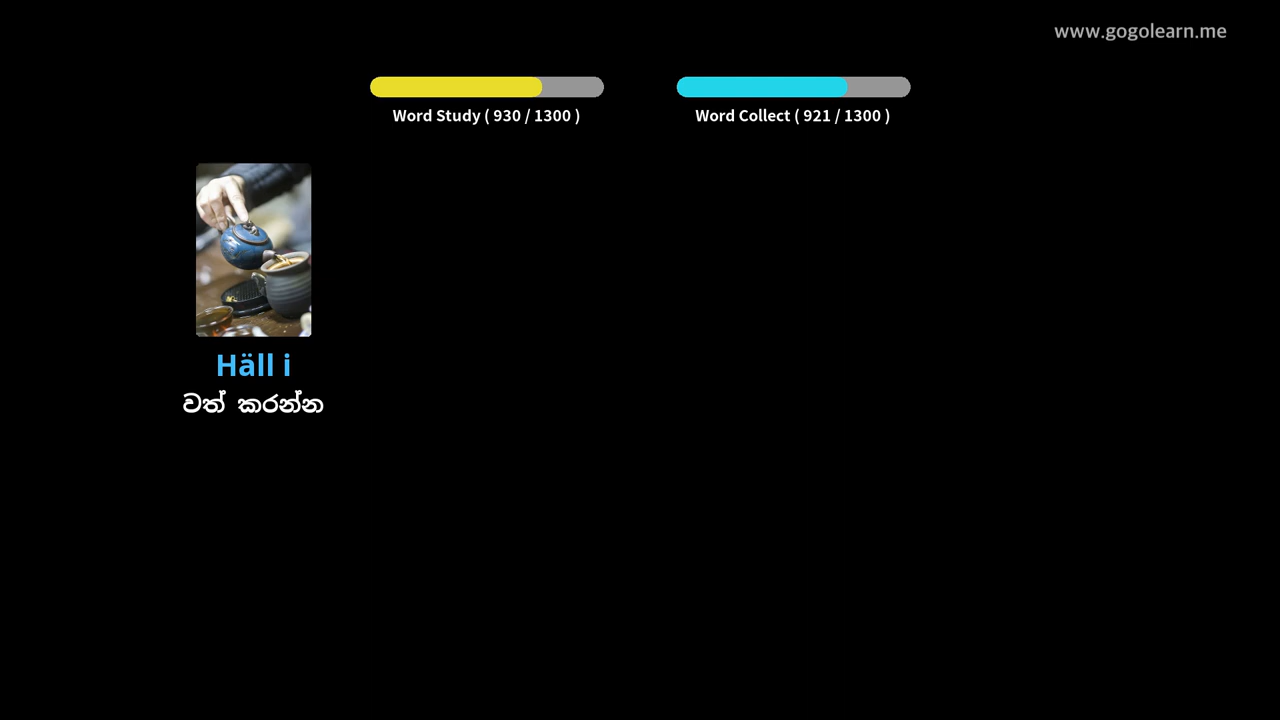 www.gogolearn.me
Word Study ( 930 / 1300 )
Word Collect ( 921 / 1300 )
Häll i
වත් කරන්න